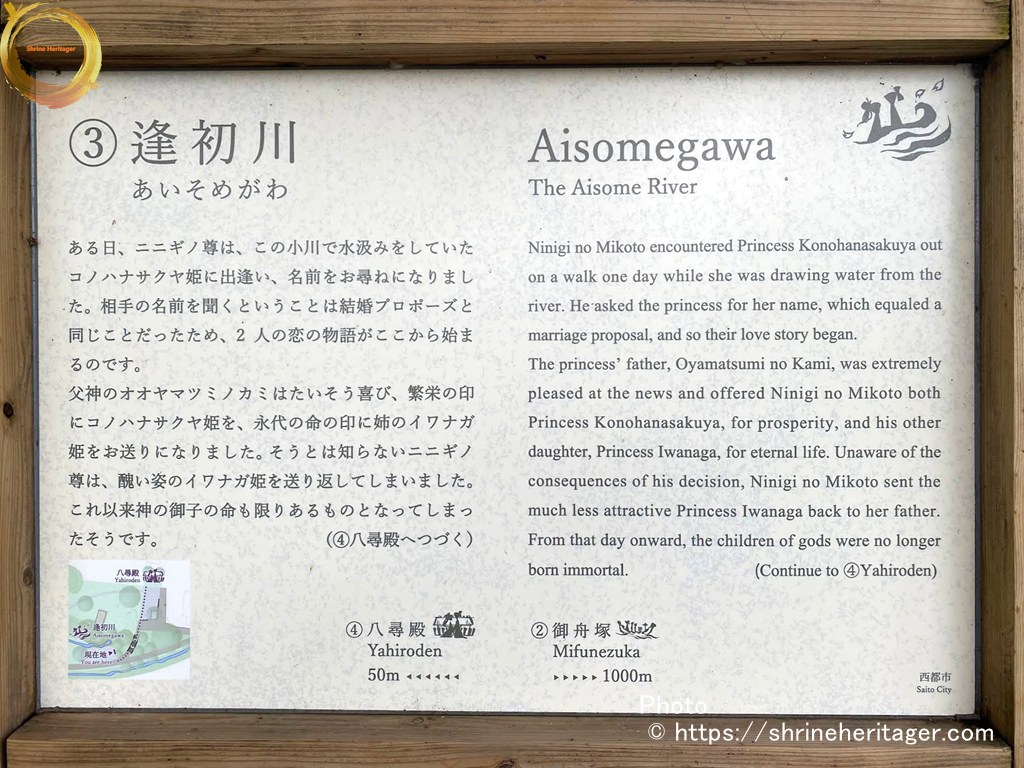 Shrine Heritager
③逢初川
あいそめがわ
ある日、ニニギノ尊は、この小川で水汲みをしていた
コノハナサクヤ姫に出逢い、名前をお尋ねになりまし
た。相手の名前を聞くということは結婚プロポーズと
同じことだったため、2 人の恋の物語がここから始ま
るのです。
父神のオオヤマツミノカミはたいそう喜び、繁栄の印
にコノハナサクヤ姫を、永代の命の印に姉のイワナガ
姫をお送りになりました。そうとは知らないニニギノ
尊は、醜い姿のイワナガ姫を送り返してしまいました。
これ以来神の御子の命も限りあるものとなってしまっ
たそうです。 (④八尋殿へつづく)
Aisomegawa
The Aisome River
Ninigi no Mikoto encountered Princess Konohanasakuya out
on a walk one day while she was drawing water from the
river. He asked the princess for her name, which equaled a
marriage proposal, and so their love story began.
The princess' father, Oyamatsumi no Kami, was extremely
pleased at the news and offered Ninigi no Mikoto both
Princess Konohanasakuya, for prosperity, and his other
daughter, Princess Iwanaga, for eternal life. Unaware of the
consequences of his decision, Ninigi no Mikoto sent the
much less attractive Princess Iwanaga back to her father.
From that day onward, the children of gods were no longer
born immortal. (Continue to ④Yahiroden)
八尋殿
Yahiroden
逢初川
Aisomegawa
現在地
You are here
④八尋殿
Yahiroden
50m
②御舟塚
Mifunezuka
1000m
西都市
Saito City
Photo
© https://shrineheritager.com